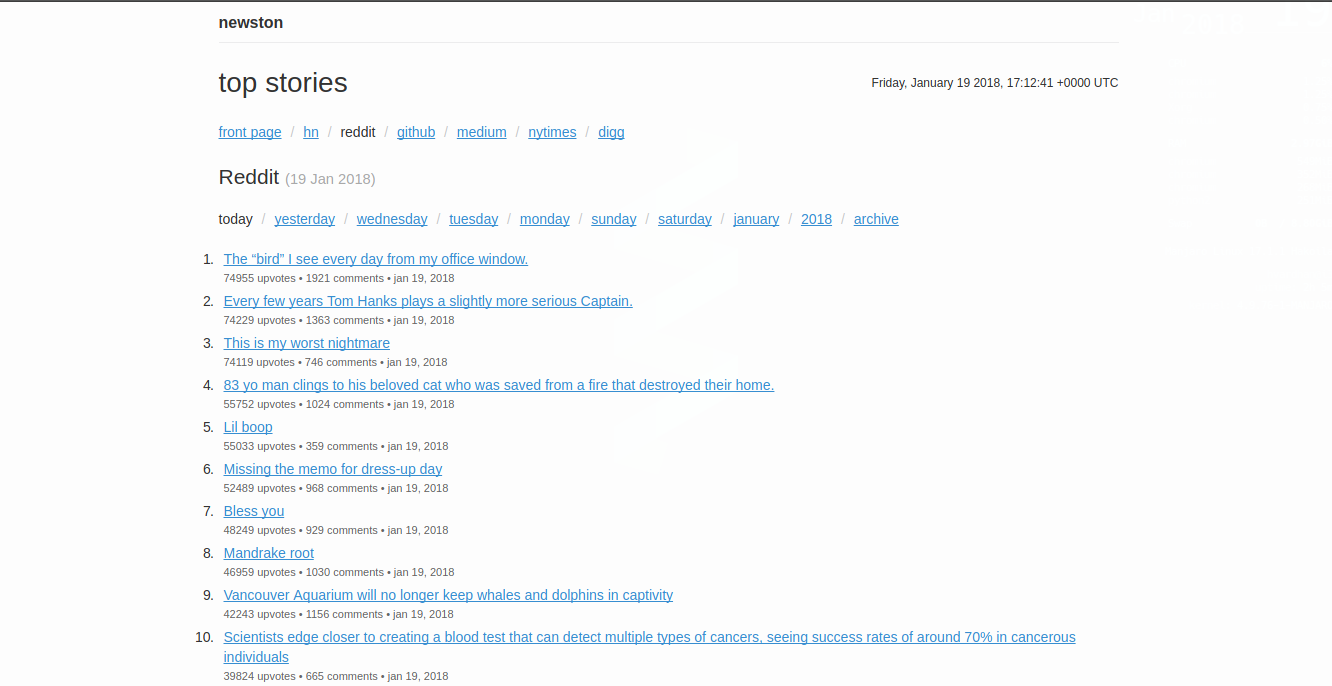 newston
top stories
Friday, January 19 2018, 17:12:41 +0000 UTC
front page / hn / reddit / github / medium / nytimes / digg
Reddit (19 Jan 2018)
today / yesterday / wednesday / tuesday / monday / sunday / saturday / january / 2018 / archive
1. The “bird” I see every day from my office window.
74955 upvotes • 1921 comments • jan 19, 2018
2. Every few years Tom Hanks plays a slightly more serious Captain.
74229 upvotes • 1363 comments • jan 19, 2018
3. This is my worst nightmare
74119 upvotes • 746 comments • jan 19, 2018
4. 83 yo man clings to his beloved cat who was saved from a fire that destroyed their home.
55752 upvotes • 1024 comments • jan 19, 2018
5. Lil boop
55033 upvotes • 359 comments • jan 19, 2018
6. Missing the memo for dress-up day
52489 upvotes • 968 comments • jan 19, 2018
7. Bless you
48249 upvotes • 929 comments • jan 19, 2018
8. Mandrake root
46959 upvotes • 1030 comments • jan 19, 2018
9. Vancouver Aquarium will no longer keep whales and dolphins in captivity
42243 upvotes • 1156 comments • jan 19, 2018
10. Scientists edge closer to creating a blood test that can detect multiple types of cancers, seeing success rates of around 70% in cancerous
individuals
39824 upvotes • 665 comments • jan 19, 2018